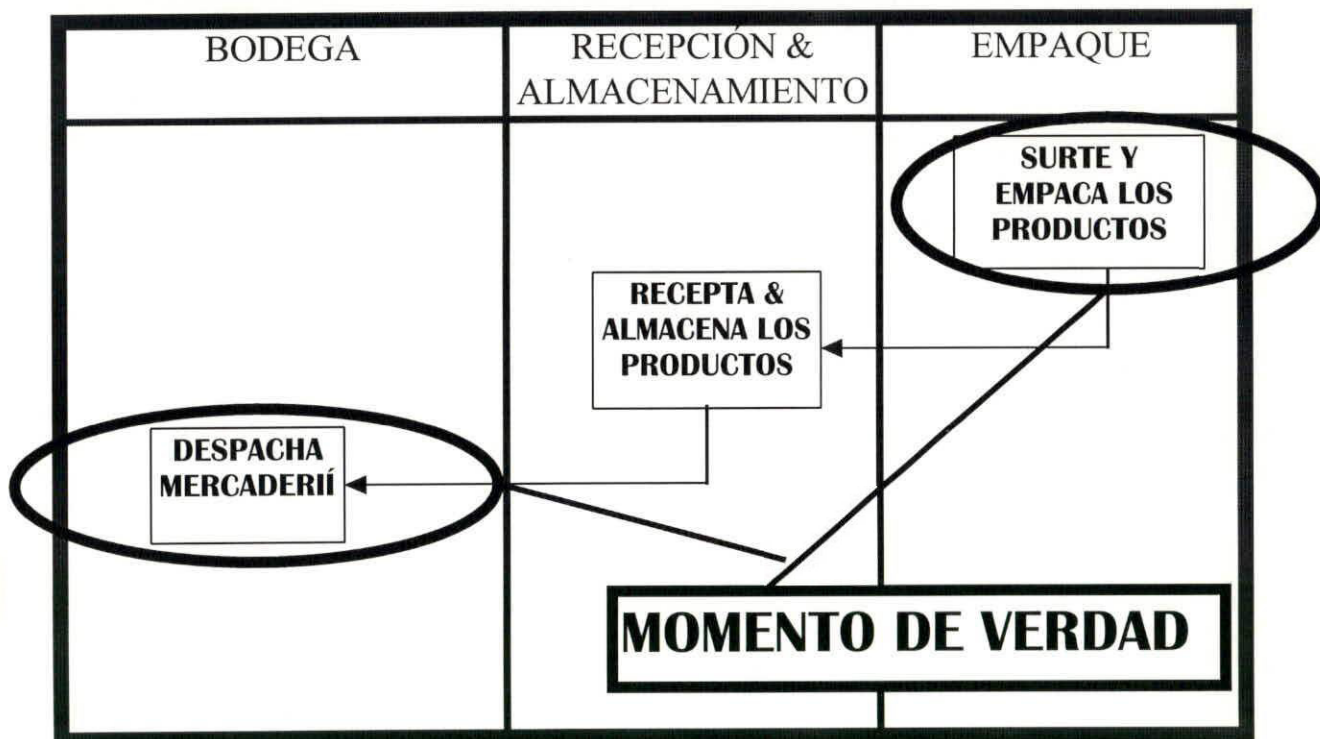 BODEGA
RECEPCIÓN &
ALMACENAMIENTO
EMPAQUE
SURTE Y
EMPACA LOS
PRODUCTOS
RECEPTA &
ALMACENA LOS
PRODUCTOS
DESPACHA
MERCADERIÍ
MOMENTO DE VERDAD